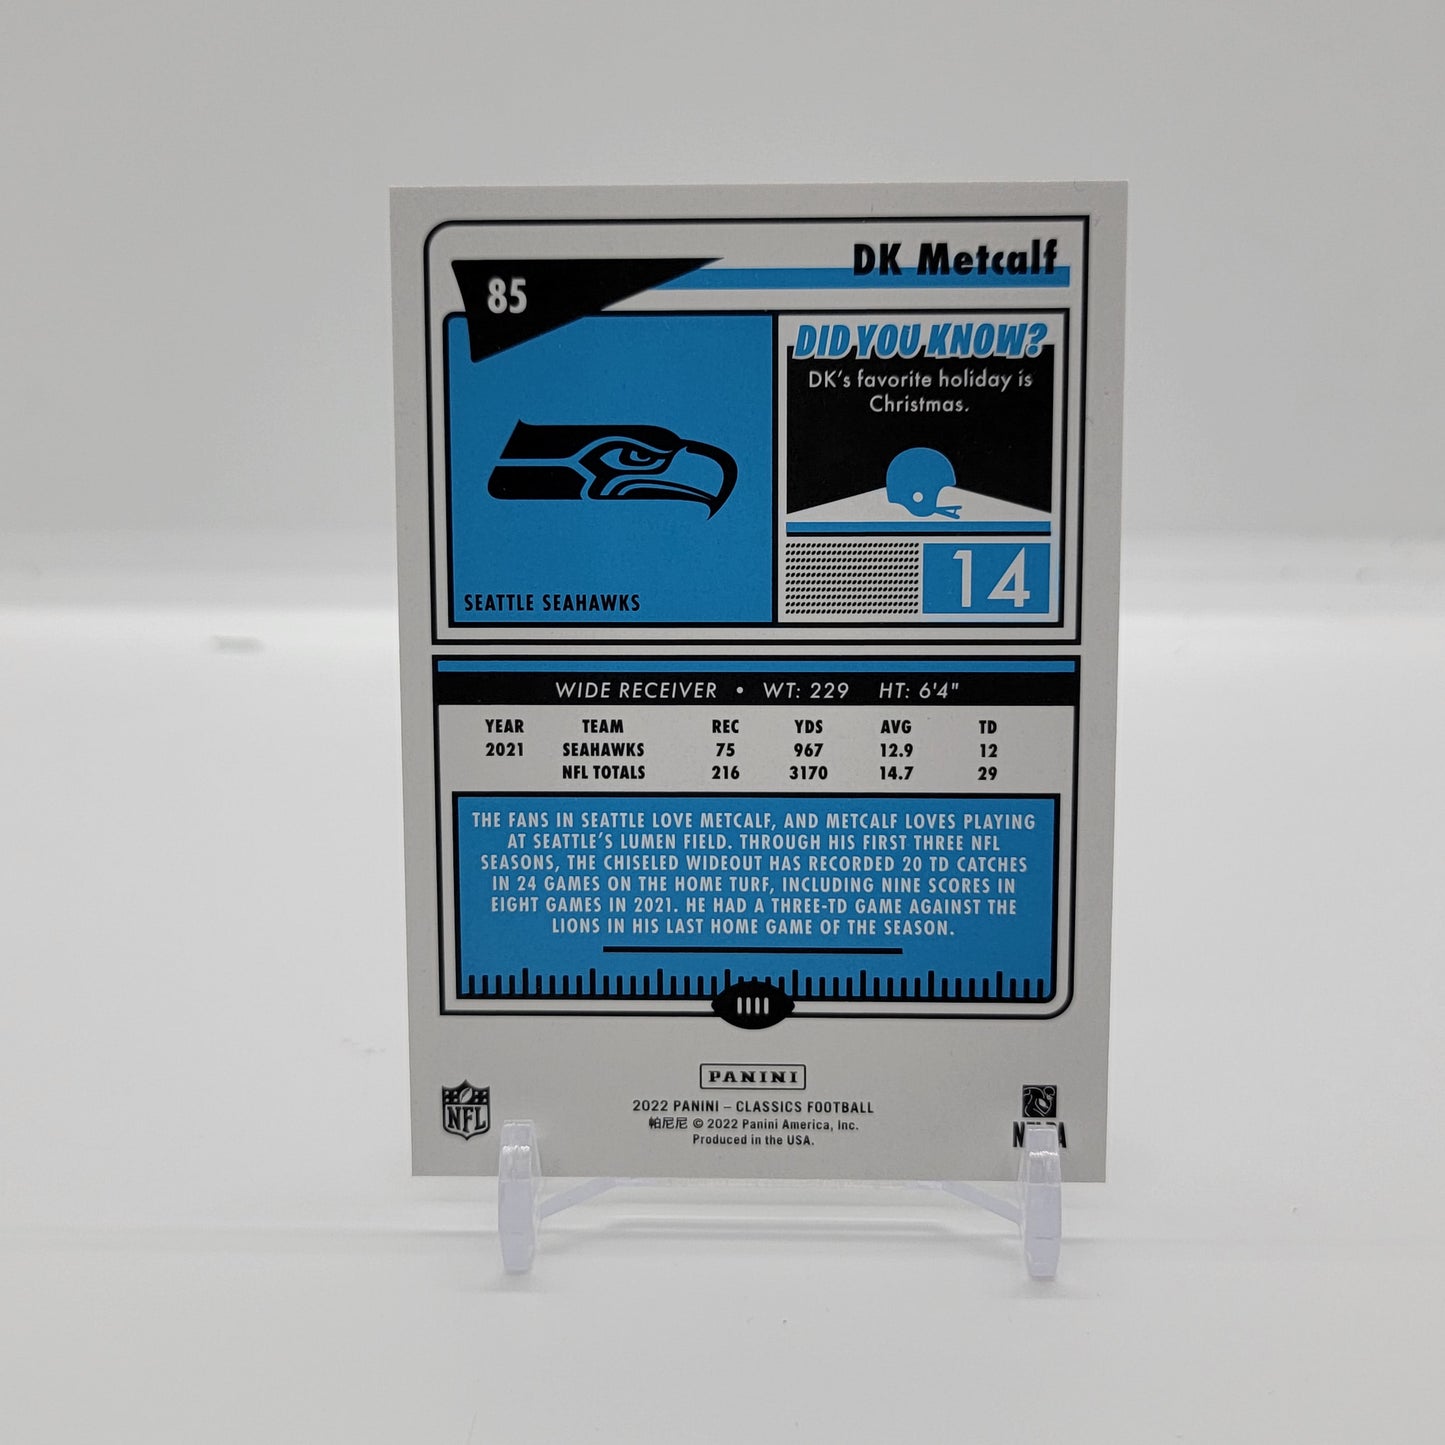 DK Metcalf
85
DID YOU KNOW?
DK's favorite holiday is
Christmas.
14
SEATTLE SEAHAWKS
WIDE RECEIVER • WT: 229 HT: 6'4"
YEAR TEAM REC YDS AVG TD
2021 SEAHAWKS 75 967 12.9 12
NFL TOTALS 216 3170 14.7 29
THE FANS IN SEATTLE LOVE METCALF, AND METCALF LOVES PLAYING
AT SEATTLE'S LUMEN FIELD. THROUGH HIS FIRST THREE NFL
SEASONS, THE CHISELED WIDEOUT HAS RECORDED 20 TD CATCHES
IN 24 GAMES ON THE HOME TURF, INCLUDING NINE SCORES IN
EIGHT GAMES IN 2021. HE HAD A THREE-TD GAME AGAINST THE
LIONS IN HIS LAST HOME GAME OF THE SEASON.
PANINI
NFL
2022 PANINI – CLASSICS FOOTBALL
帕尼尼 © 2022 Panini America, Inc.
Produced in the USA.